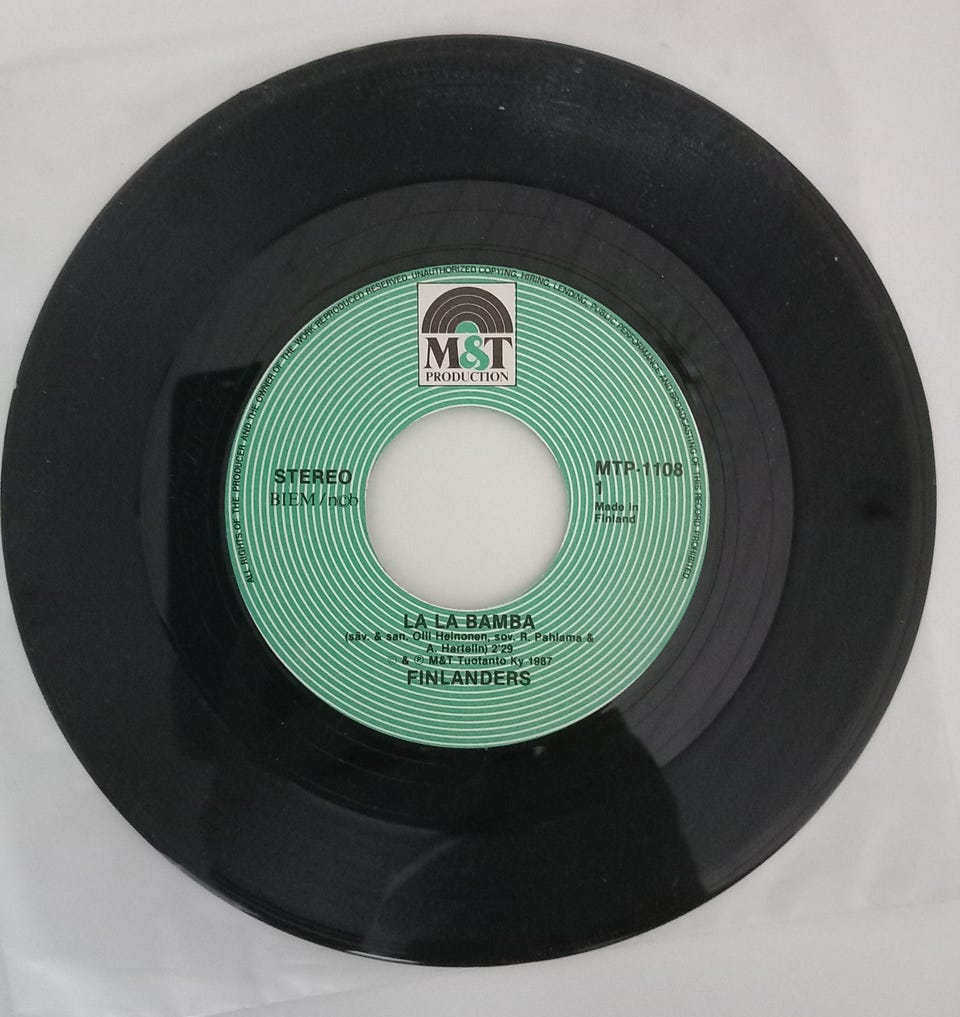 ALL RIGHTS OF THE PRODUCER AND THE OWNER OF THE WORK REPRODUCED RESERVED. UNAUTHORIZED COPYING, HIRING, LENDING, PUBLIC PERFORMANCE AND BROADCASTING OF THIS RECORD PROHIBITED
M&T
PRODUCTION
STEREO
BIEM/ncb
MTP-1108
1
Made in
Finland
LA LA BAMBA
(säv. & san. Olli Heinonen, sov. R. Pahlama &
A. Hartelin) 2'29
© & ℗ M&T Tuotanto Ky 1987
FINLANDERS